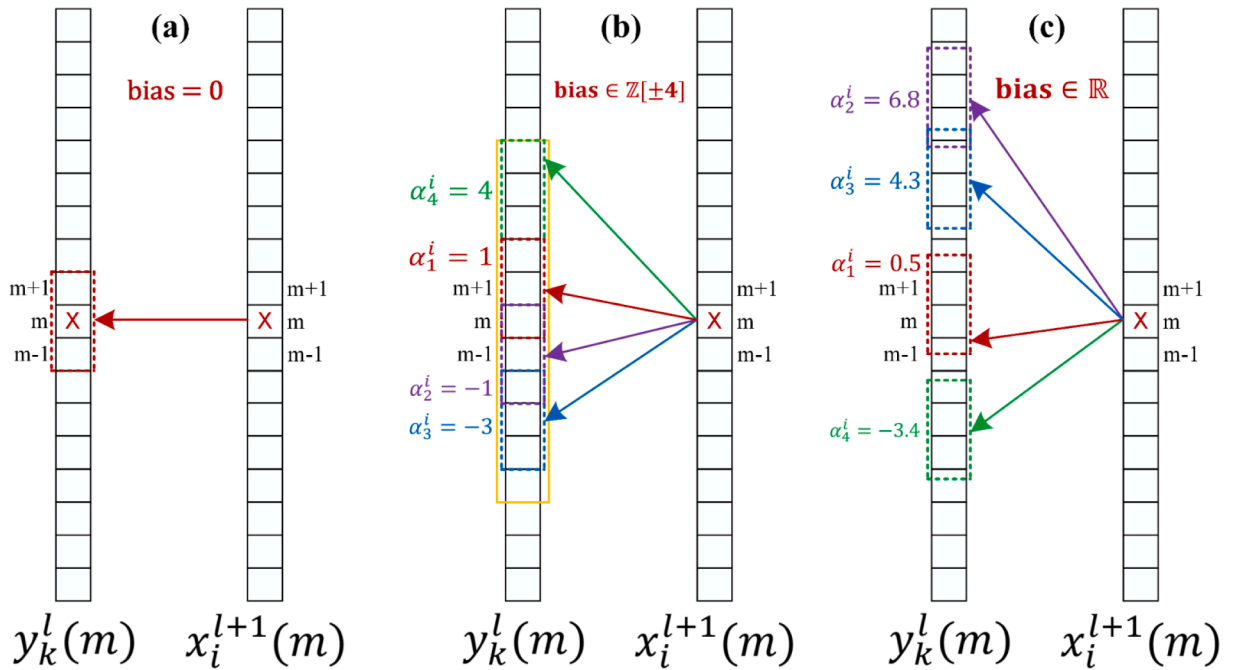 (a)
bias = 0
m+1
m+1
X
X
m
m
m-1
m-1
y_k^l(m)
x_i^{l+1}(m)
(b)
bias ∈ ℤ[±4]
α_4^i = 4
α_1^i = 1
m+1
m+1
m
X
m
m-1
m-1
α_2^i = −1
α_3^i = −3
y_k^l(m)
x_i^{l+1}(m)
(c)
bias ∈ ℝ
α_2^i = 6.8
α_3^i = 4.3
α_1^i = 0.5
m+1
m+1
m
X
m
m-1
m-1
α_4^i = −3.4
y_k^l(m)
x_i^{l+1}(m)